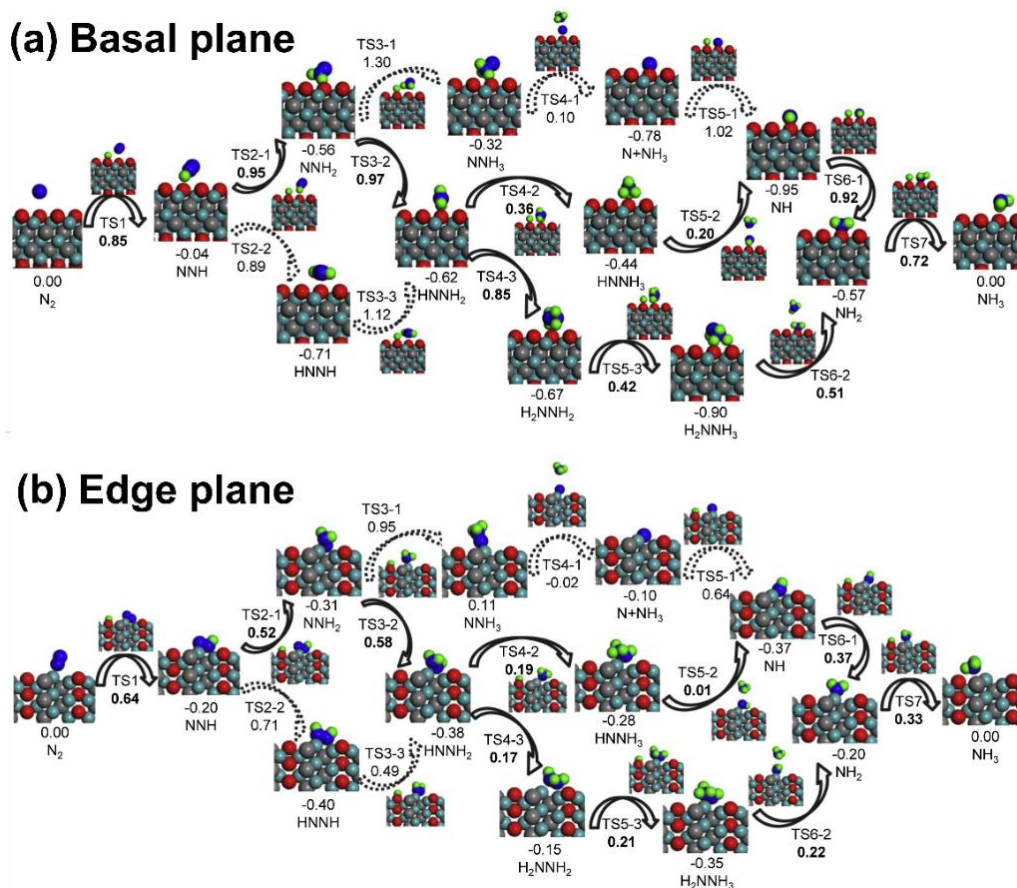 (a) Basal plane
0.00
N2
TS1
0.85
-0.04
NNH
TS2-1
0.95
TS2-2
0.89
-0.56
NNH2
-0.71
HNNH
TS3-1
1.30
TS3-2
0.97
TS3-3
1.12
-0.32
NNH3
-0.62
HNNH2
TS4-1
0.10
TS4-2
0.36
TS4-3
0.85
-0.78
N+NH3
-0.44
HNNH3
-0.67
H2NNH2
TS5-1
1.02
TS5-2
0.20
TS5-3
0.42
-0.95
NH
-0.90
H2NNH3
TS6-1
0.92
TS6-2
0.51
-0.57
NH2
TS7
0.72
0.00
NH3
(b) Edge plane
0.00
N2
TS1
0.64
-0.20
NNH
TS2-1
0.52
TS2-2
0.71
-0.31
NNH2
-0.40
HNNH
TS3-1
0.95
TS3-2
0.58
TS3-3
0.49
0.11
NNH3
-0.38
HNNH2
TS4-1
-0.02
TS4-2
0.19
TS4-3
0.17
-0.10
N+NH3
-0.28
HNNH3
-0.15
H2NNH2
TS5-1
0.64
TS5-2
0.01
TS5-3
0.21
-0.37
NH
-0.35
H2NNH3
TS6-1
0.37
TS6-2
0.22
-0.20
NH2
TS7
0.33
0.00
NH3